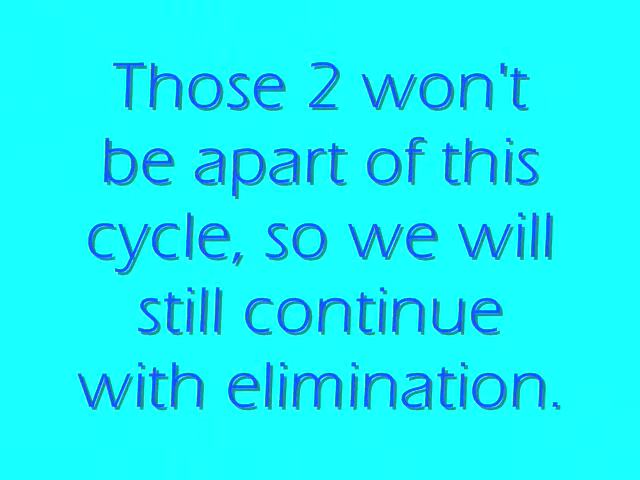 Those 2 won't
be apart of this
cycle, so we will
still continue
with elimination.